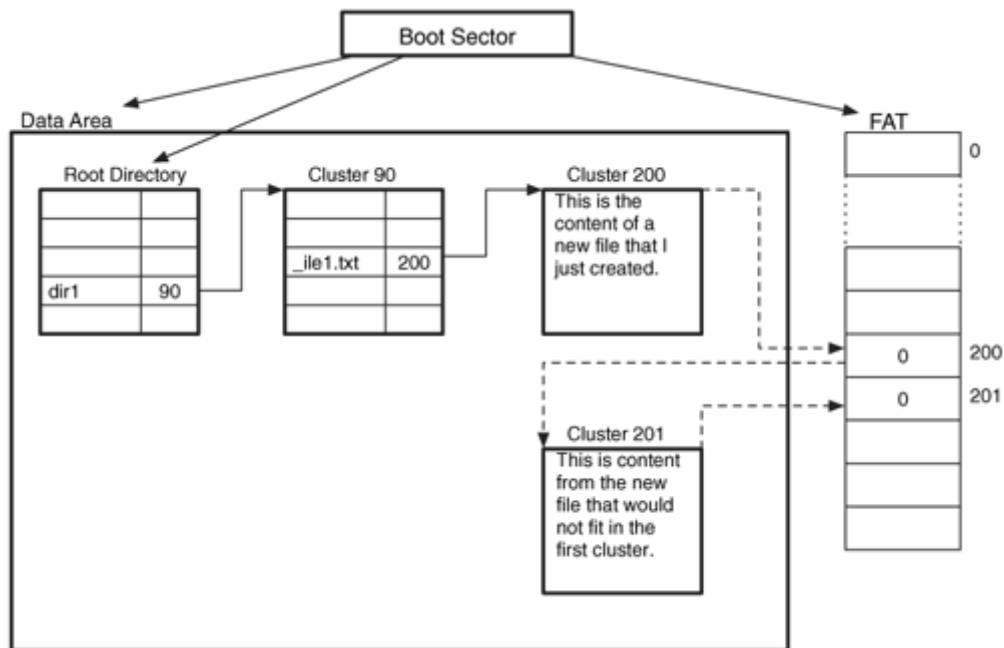 Boot Sector
Data Area
FAT
0
Root Directory
Cluster 90
Cluster 200
This is the
content of a
new file that I
just created.
_ile1.txt 200
dir1 90
0 200
0 201
Cluster 201
This is content
from the new
file that would
not fit in the
first cluster.